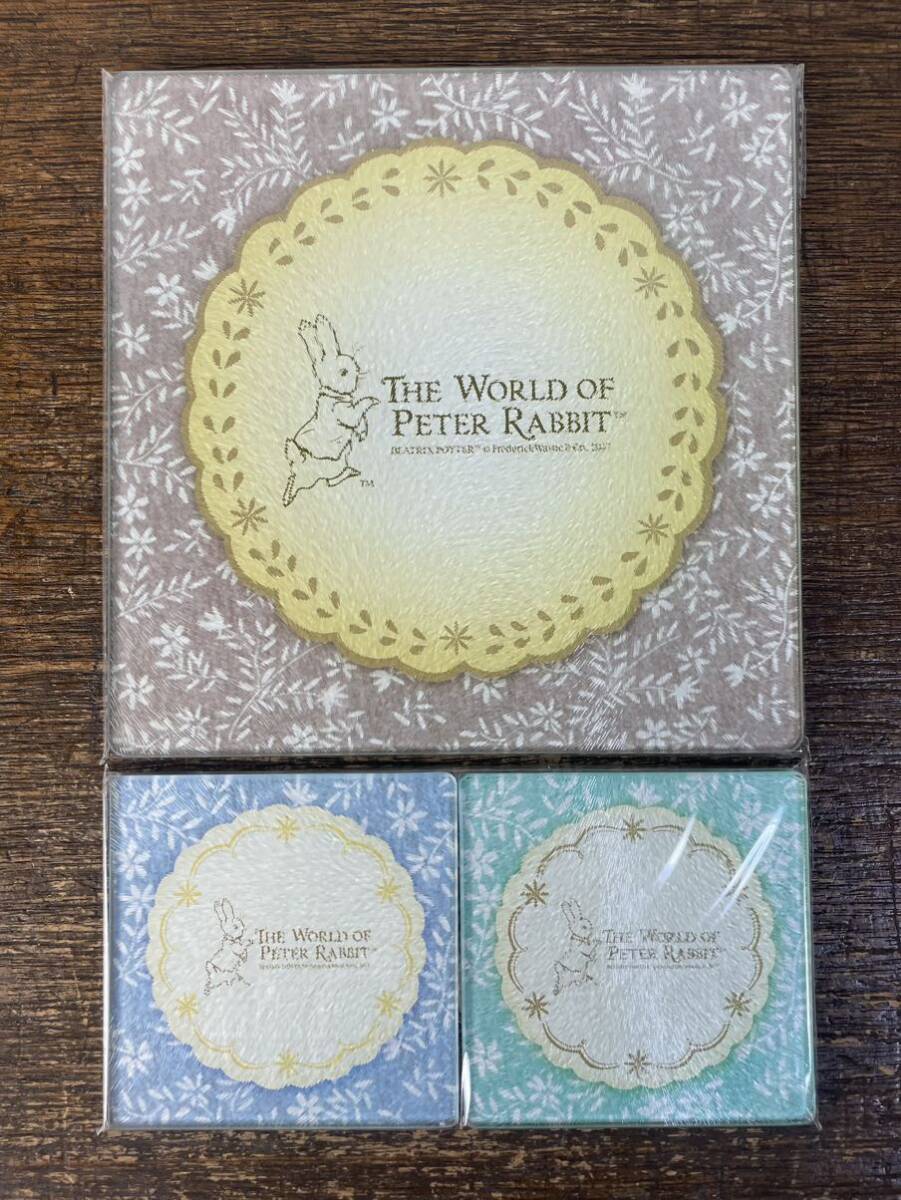 THE WORLD OF
PETER RABBIT™
BEATRIX POTTER™ © Frederick Warne & Co.
TM
THE WORLD OF
PETER RABBIT™
THE WORLD OF
PETER RABBIT™